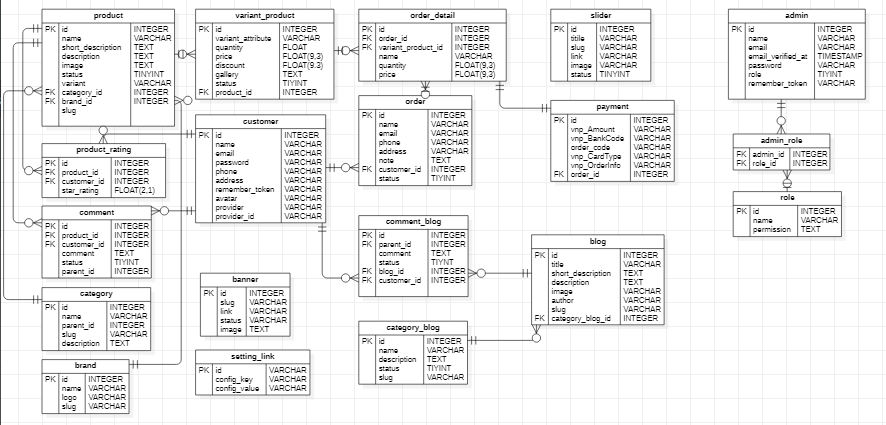 product
PK id INTEGER
name VARCHAR
short_description TEXT
description TEXT
image TEXT
status TINYINT
variant VARCHAR
FK category_id INTEGER
FK brand_id INTEGER
slug
variant_product
PK id INTEGER
variant_attribute VARCHAR
quantity FLOAT
price FLOAT(9,3)
discount FLOAT(9,3)
gallery TEXT
status TIYINT
FK product_id INTEGER
order_detail
PK id INTEGER
FK order_id INTEGER
FK variant_product_id INTEGER
name VARCHAR
quantity FLOAT(9,3)
price FLOAT(9,3)
slider
PK id INTEGER
title VARCHAR
slug VARCHAR
link VARCHAR
image VARCHAR
status TINYINT
admin
PK id INTEGER
name VARCHAR
email VARCHAR
email_verified_at TIMESTAMP
password VARCHAR
role TIYINT
remember_token VARCHAR
order
PK id INTEGER
name VARCHAR
email VARCHAR
phone VARCHAR
address VARCHAR
note TEXT
FK customer_id INTEGER
status TIYINT
payment
PK id INTEGER
vnp_Amount VARCHAR
vnp_BankCode VARCHAR
order_code VARCHAR
vnp_CardType VARCHAR
vnp_OrderInfo VARCHAR
FK order_id INTEGER
customer
PK id INTEGER
name VARCHAR
email VARCHAR
password VARCHAR
phone VARCHAR
address VARCHAR
remember_token VARCHAR
avatar VARCHAR
provider VARCHAR
provider_id VARCHAR
product_rating
PK id INTEGER
FK product_id INTEGER
FK customer_id INTEGER
star_rating FLOAT(2,1)
admin_role
FK admin_id INTEGER
FK role_id INTEGER
role
PK id INTEGER
name VARCHAR
permission TEXT
comment
PK id INTEGER
FK product_id INTEGER
FK customer_id INTEGER
comment TEXT
status TIYINT
parent_id INTEGER
comment_blog
PK id INTEGER
FK parent_id INTEGER
comment TEXT
status TIYNT
FK blog_id INTEGER
FK customer_id INTEGER
blog
PK id INTEGER
title VARCHAR
short_description TEXT
description TEXT
image VARCHAR
author VARCHAR
slug VARCHAR
FK category_blog_id INTEGER
banner
PK id INTEGER
slug VARCHAR
link VARCHAR
status VARCHAR
image TEXT
category
PK id INTEGER
name VARCHAR
parent_id INTEGER
slug VARCHAR
description TEXT
category_blog
PK id INTEGER
name VARCHAR
description TEXT
status TIYINT
slug VARCHAR
setting_link
PK id VARCHAR
config_key VARCHAR
config_value VARCHAR
brand
PK id INTEGER
name VARCHAR
logo VARCHAR
slug VARCHAR